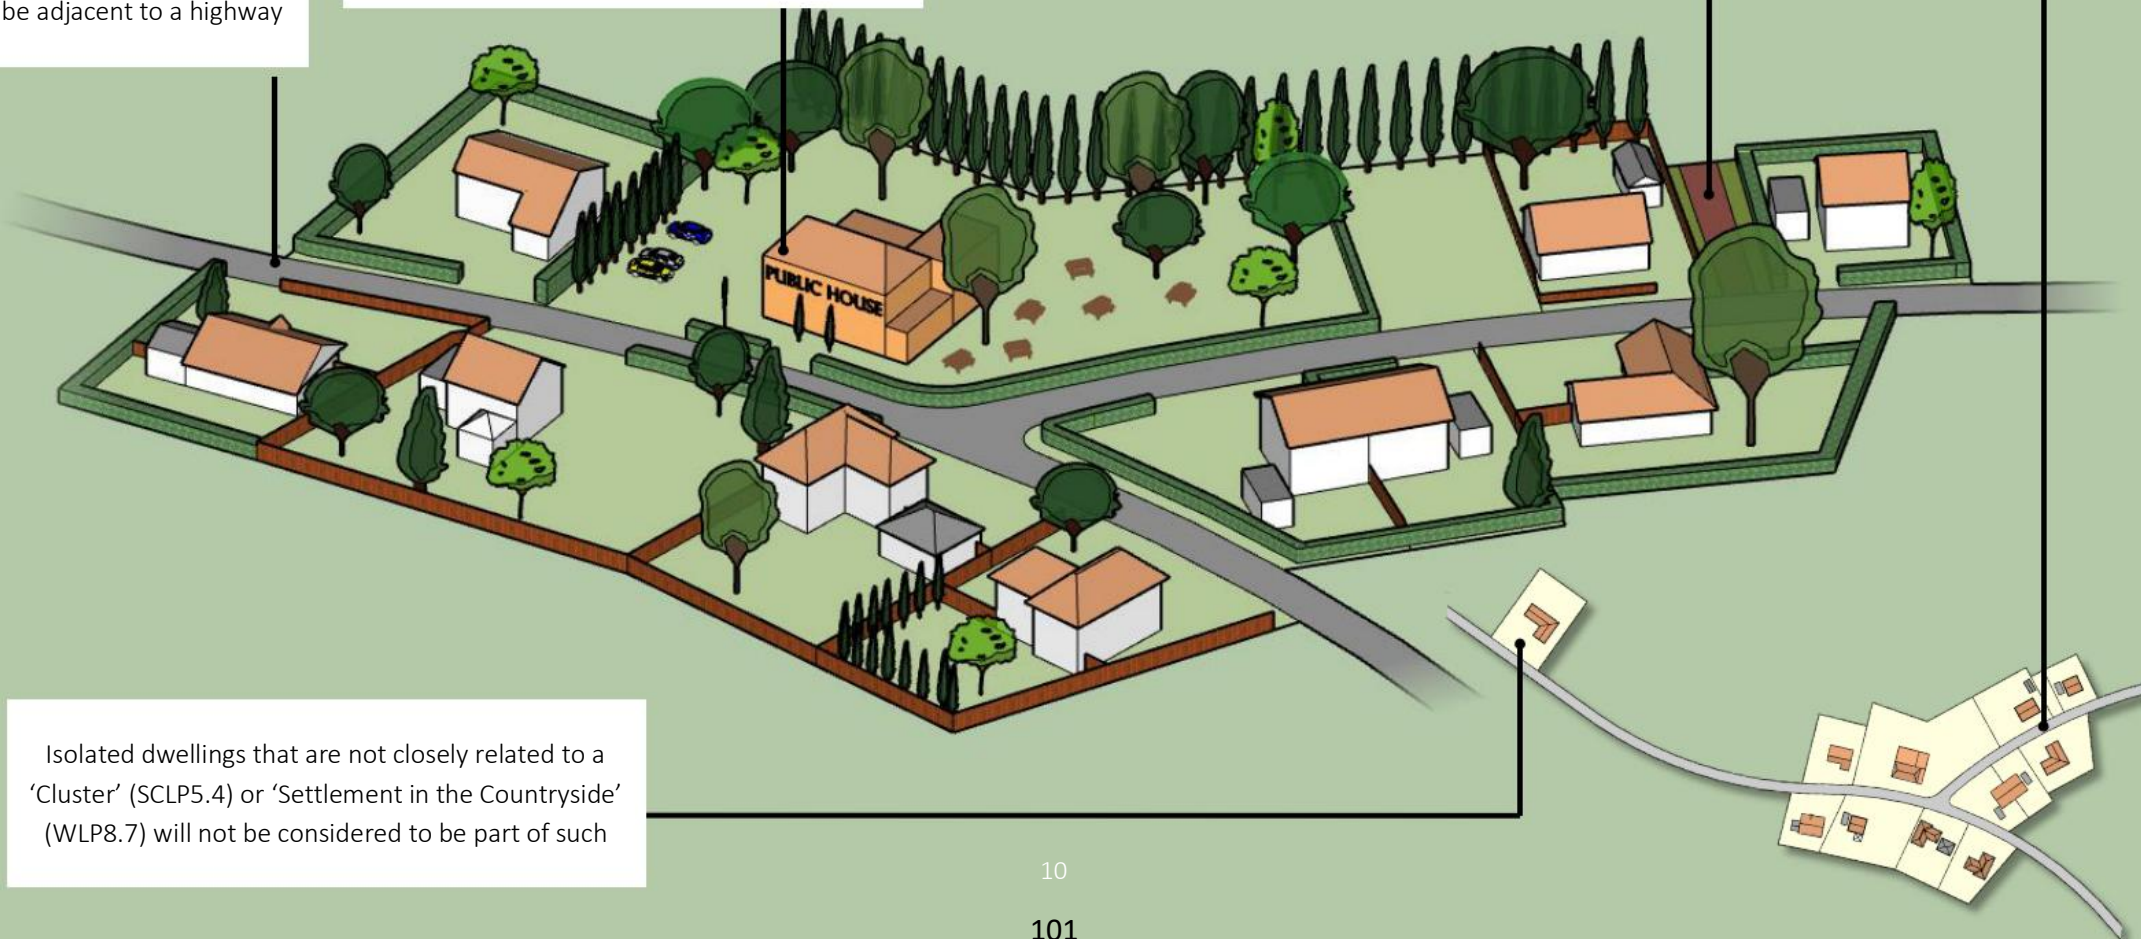 be adjacent to a highway
PUBLIC HOUSE
Isolated dwellings that are not closely related to a
‘Cluster’ (SCLP5.4) or ‘Settlement in the Countryside’
(WLP8.7) will not be considered to be part of such
10
101